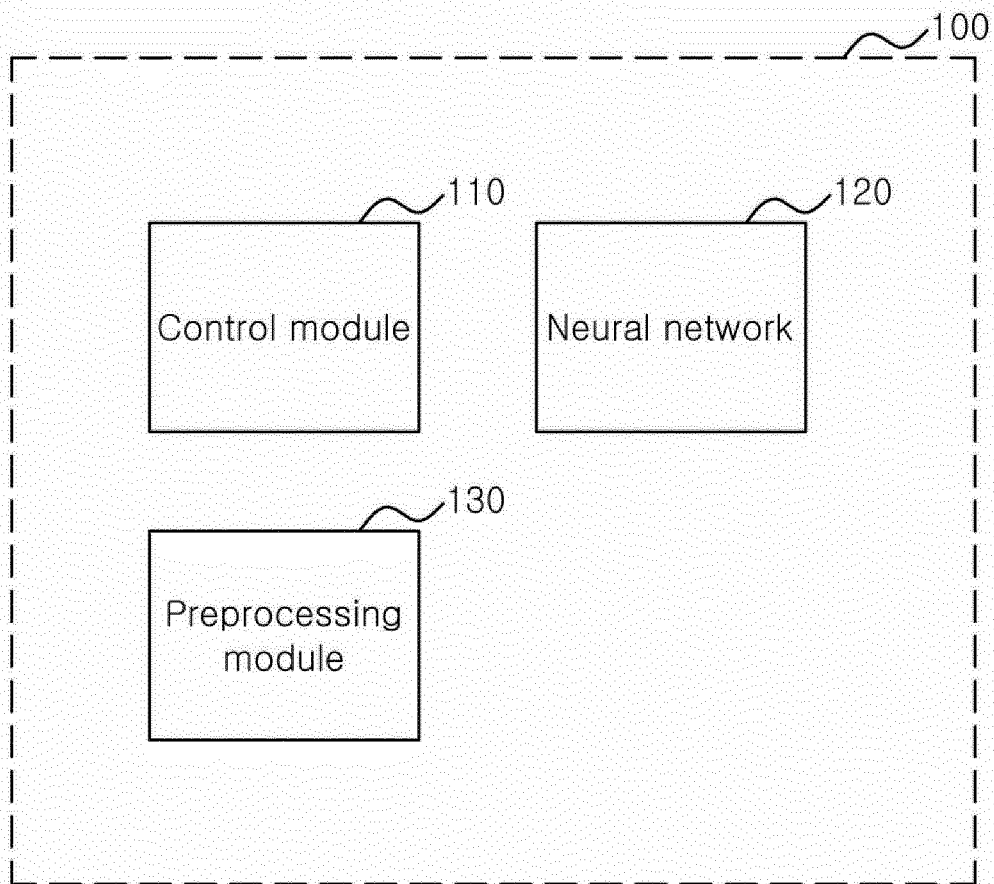 100
110
120
Control module
Neural network
130
Preprocessing
module